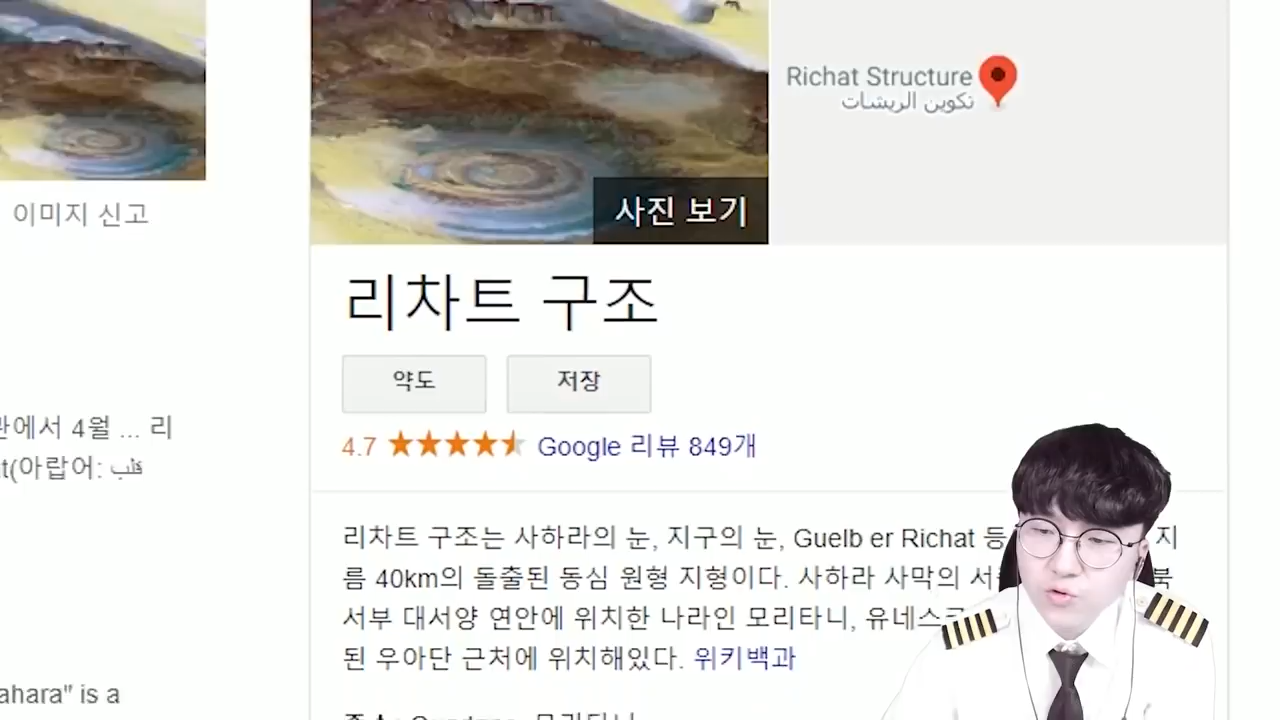 Richat Structure
تكوين الريشات
사진 보기
이미지 신고
리차트 구조
약도
저장
4.7
Google 리뷰 849개
에서 4월 ... 리
t(아랍어: قلب
리차트 구조는 사하라의 눈, 지구의 눈, Guelb er Richat 등 지
름 40km의 돌출된 동심 원형 지형이다. 사하라 사막의 서 북
서부 대서양 연안에 위치한 나라인 모리타니, 유네스
된 우아단 근처에 위치해있다. 위키백과
ahara" is a